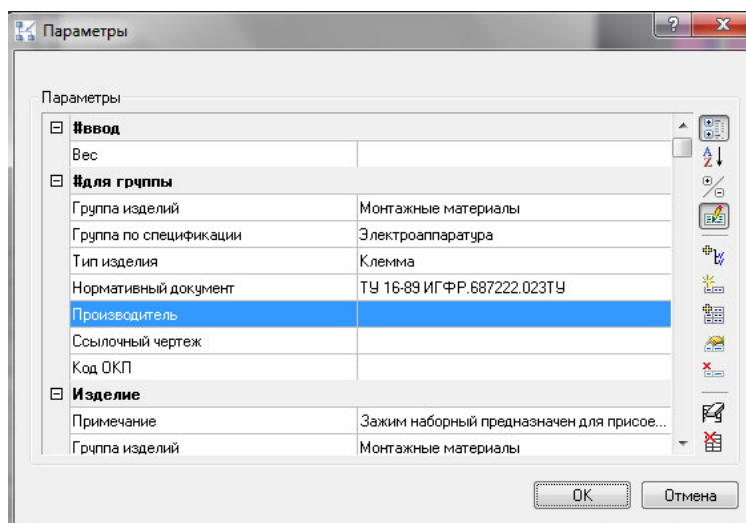 Параметры
Параметры
#ввод
Вес
#для группы
Группа изделий Монтажные материалы
Группа по спецификации Электроаппаратура
Тип изделия Клемма
Нормативный документ ТУ 16-89 ИГФР.687222.023ТУ
Производитель
Ссылочный чертеж
Код ОКП
Изделие
Примечание Зажим наборный предназначен для присое...
Группа изделий Монтажные материалы
OK Отмена